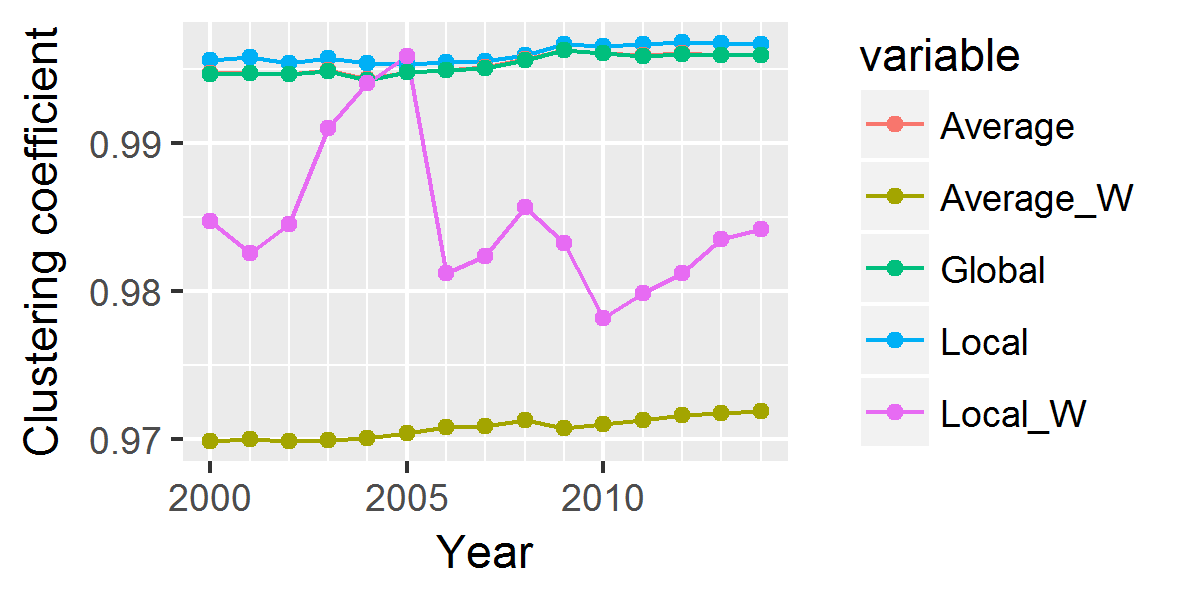 Clustering coefficient
0.99
0.98
0.97
2000 2005 2010
Year
variable
Average
Average_W
Global
Local
Local_W